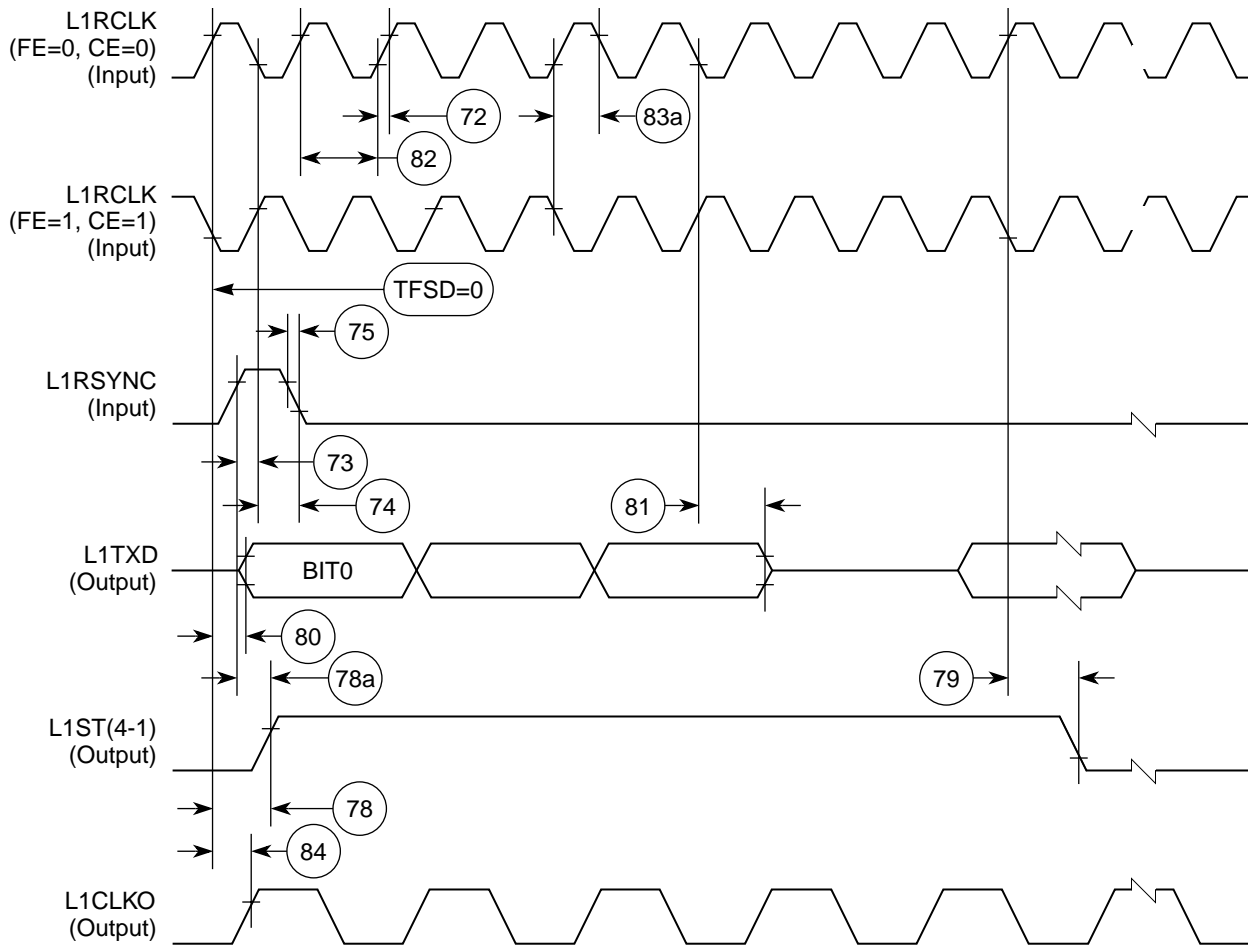 L1RCLK
(FE=0, CE=0)
(Input)
72
83a
82
L1RCLK
(FE=1, CE=1)
(Input)
TFSD=0
75
L1RSYNC
(Input)
73
74
81
L1TXD
(Output)
BIT0
80
78a
79
L1ST(4-1)
(Output)
78
84
L1CLKO
(Output)